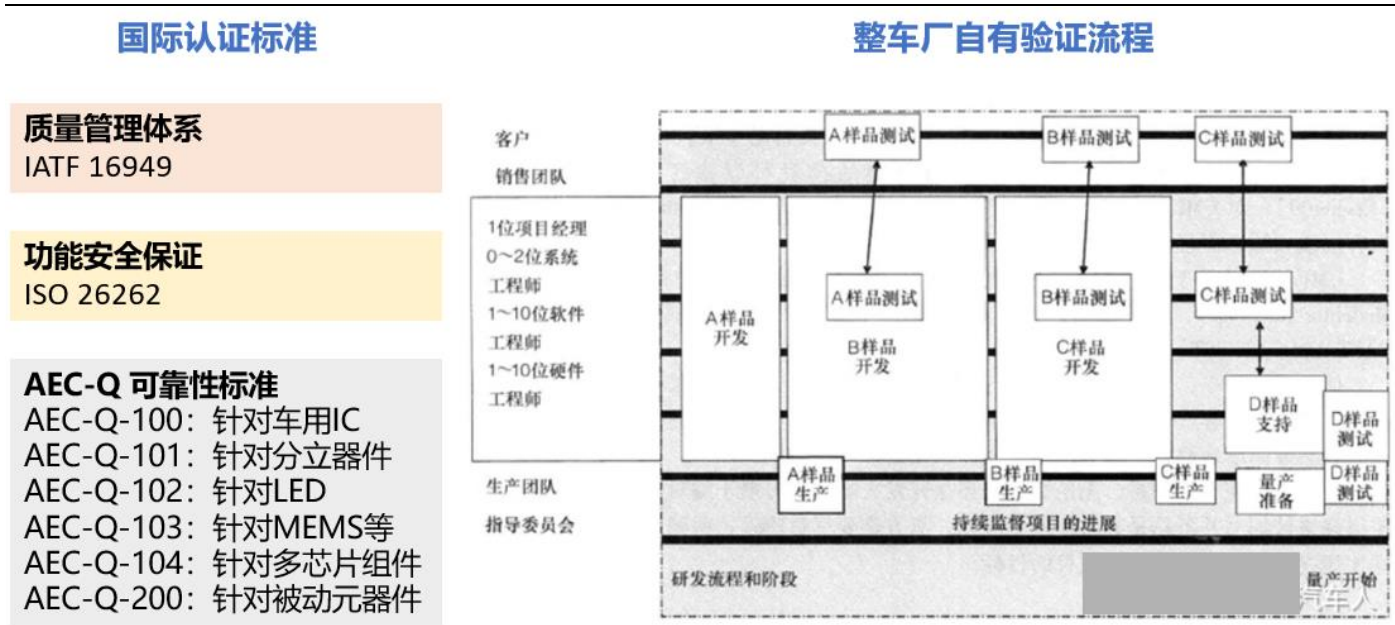 国际认证标准
整车厂自有验证流程
质量管理体系
IATF 16949
功能安全保证
ISO 26262
AEC-Q 可靠性标准
AEC-Q-100：针对车用IC
AEC-Q-101：针对分立器件
AEC-Q-102：针对LED
AEC-Q-103：针对MEMS等
AEC-Q-104：针对多芯片组件
AEC-Q-200：针对被动元器件
客户
A样品测试
B样品测试
C样品测试
销售团队
1位项目经理
0～2位系统
工程师
1～10位软件
工程师
1～10位硬件
工程师
A样品
开发
A样品测试
B样品
开发
B样品测试
C样品
开发
C样品测试
D样品
支持
D样品
测试
生产团队
A样品
生产
B样品
生产
C样品
生产
量产
准备
D样品
测试
指导委员会
持续监督项目的进展
研发流程和阶段
量产开始
汽车人